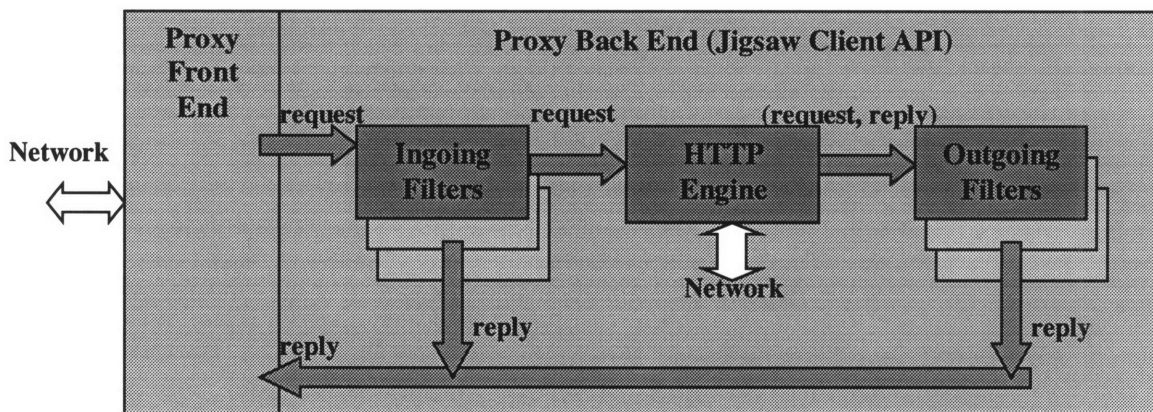 Proxy
Front
End
Proxy Back End (Jigsaw Client API)
Network
request
Ingoing
Filters
request
HTTP
Engine
(request, reply)
Outgoing
Filters
Network
reply
reply
reply